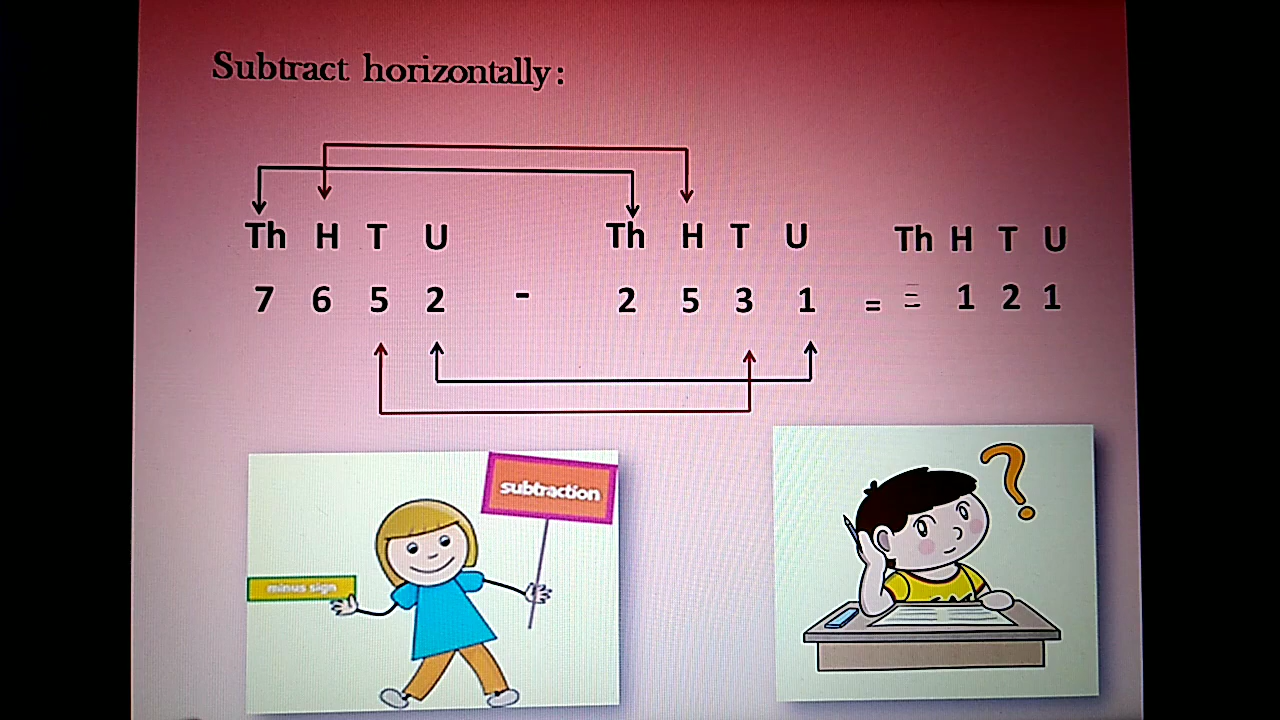 Subtract horizontally:
Th H T U Th H T U Th H T U
7 6 5 2 - 2 5 3 1 = 1 2 1
subtraction
minus sign
?